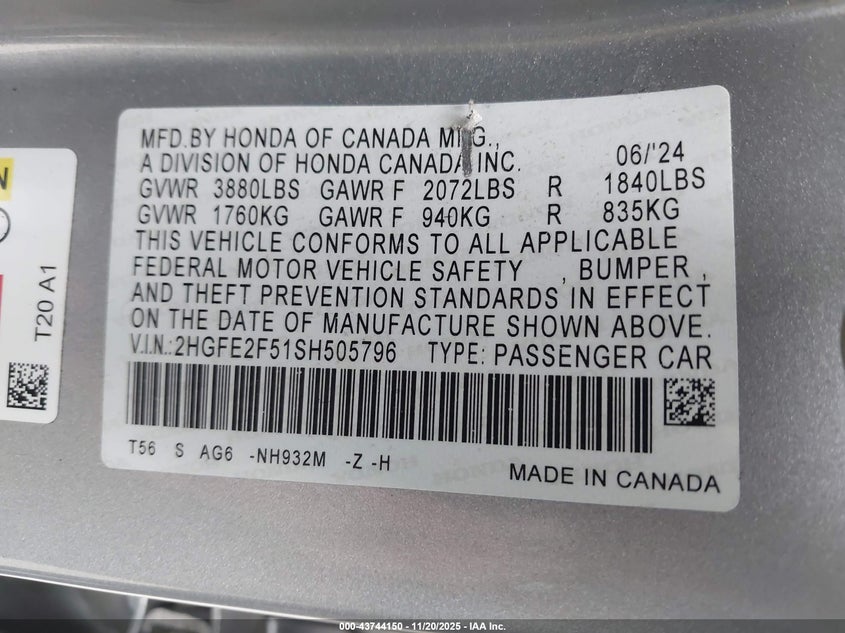 MFD.BY HONDA OF CANADA MFG.,
A DIVISION OF HONDA CANADA INC. 06/'24
GVWR 3880LBS GAWR F 2072LBS R 1840LBS
GVWR 1760KG GAWR F 940KG R 835KG
THIS VEHICLE CONFORMS TO ALL APPLICABLE
FEDERAL MOTOR VEHICLE SAFETY , BUMPER ,
AND THEFT PREVENTION STANDARDS IN EFFECT
ON THE DATE OF MANUFACTURE SHOWN ABOVE.
V.I.N.:2HGFE2F51SH505796 TYPE: PASSENGER CAR
T56 S AG6 -NH932M -Z -H
MADE IN CANADA
T20 A1
000-43744150 - 11/20/2025 - IAA Inc.